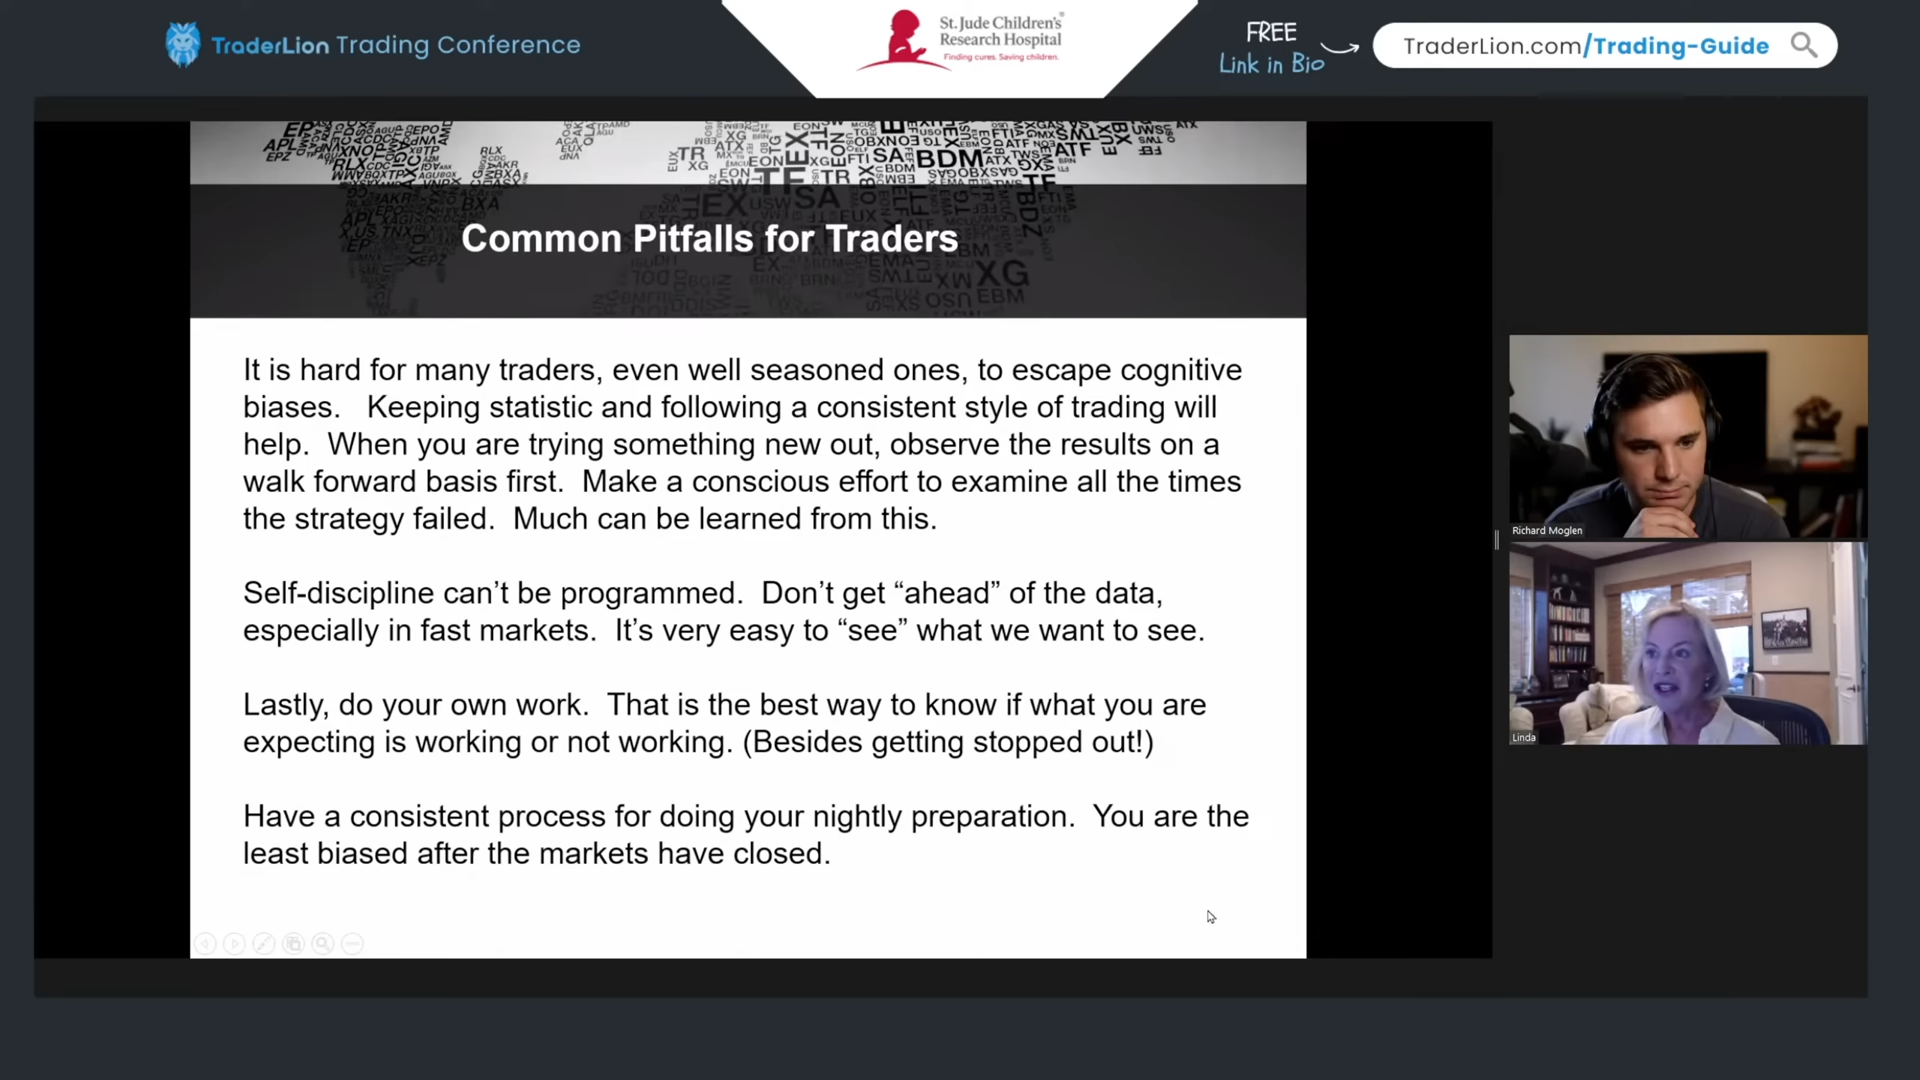 TraderLion Trading Conference
St. Jude Children's
Research Hospital
Finding cures. Saving children.
FREE
Link in Bio
TraderLion.com/Trading-Guide
Common Pitfalls for Traders
It is hard for many traders, even well seasoned ones, to escape cognitive
biases. Keeping statistic and following a consistent style of trading will
help. When you are trying something new out, observe the results on a
walk forward basis first. Make a conscious effort to examine all the times
the strategy failed. Much can be learned from this.
Self-discipline can't be programmed. Don't get “ahead” of the data,
especially in fast markets. It's very easy to “see” what we want to see.
Lastly, do your own work. That is the best way to know if what you are
expecting is working or not working. (Besides getting stopped out!)
Have a consistent process for doing your nightly preparation. You are the
least biased after the markets have closed.
Richard Moglen
Linda